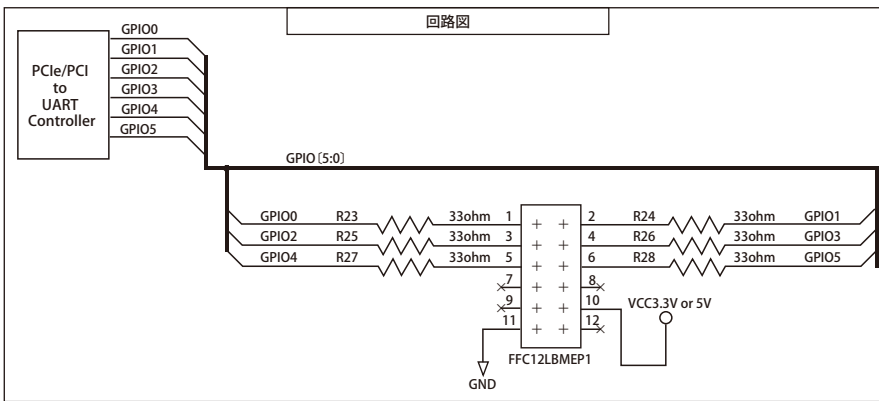 回路図
GPIO0
GPIO1
GPIO2
GPIO3
GPIO4
GPIO5
PCIe/PCI
to
UART
Controller
GPIO〔5:0〕
GPIO0 R23 33ohm 1 2 R24 33ohm GPIO1
GPIO2 R25 33ohm 3 4 R26 33ohm GPIO3
GPIO4 R27 33ohm 5 6 R28 33ohm GPIO5
7 8
9 10 VCC3.3V or 5V
11 12
FFC12LBMEP1
GND